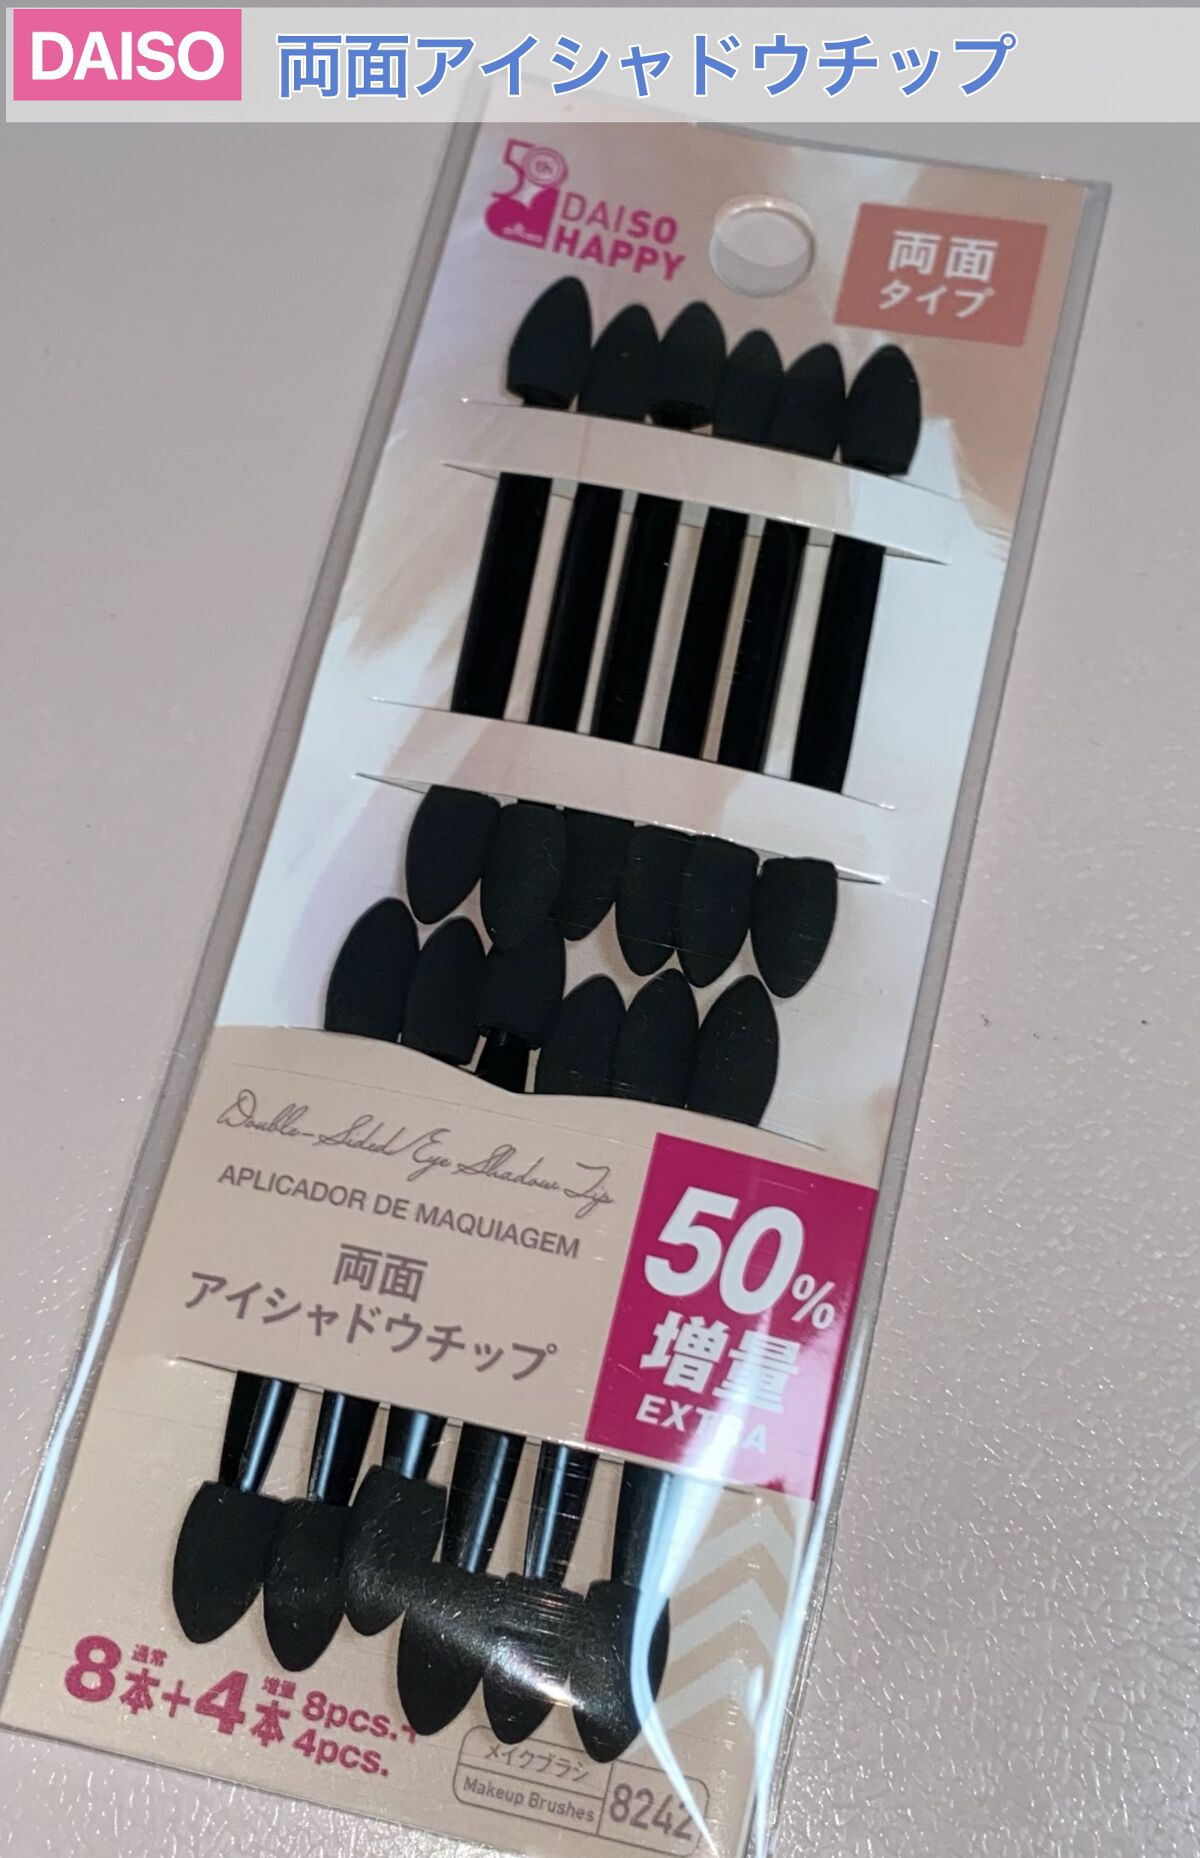 DAISO 両面アイシャドウチップ
50th
DAISO
HAPPY
両面
タイプ
Double-Sided Eye Shadow Tip
APLICADOR DE MAQUIAGEM
両面
アイシャドウチップ
50%
増量
EXTRA
通常 増量
8本+4本 8pcs.+
4pcs.
メイクブラシ
Makeup Brushes
8242